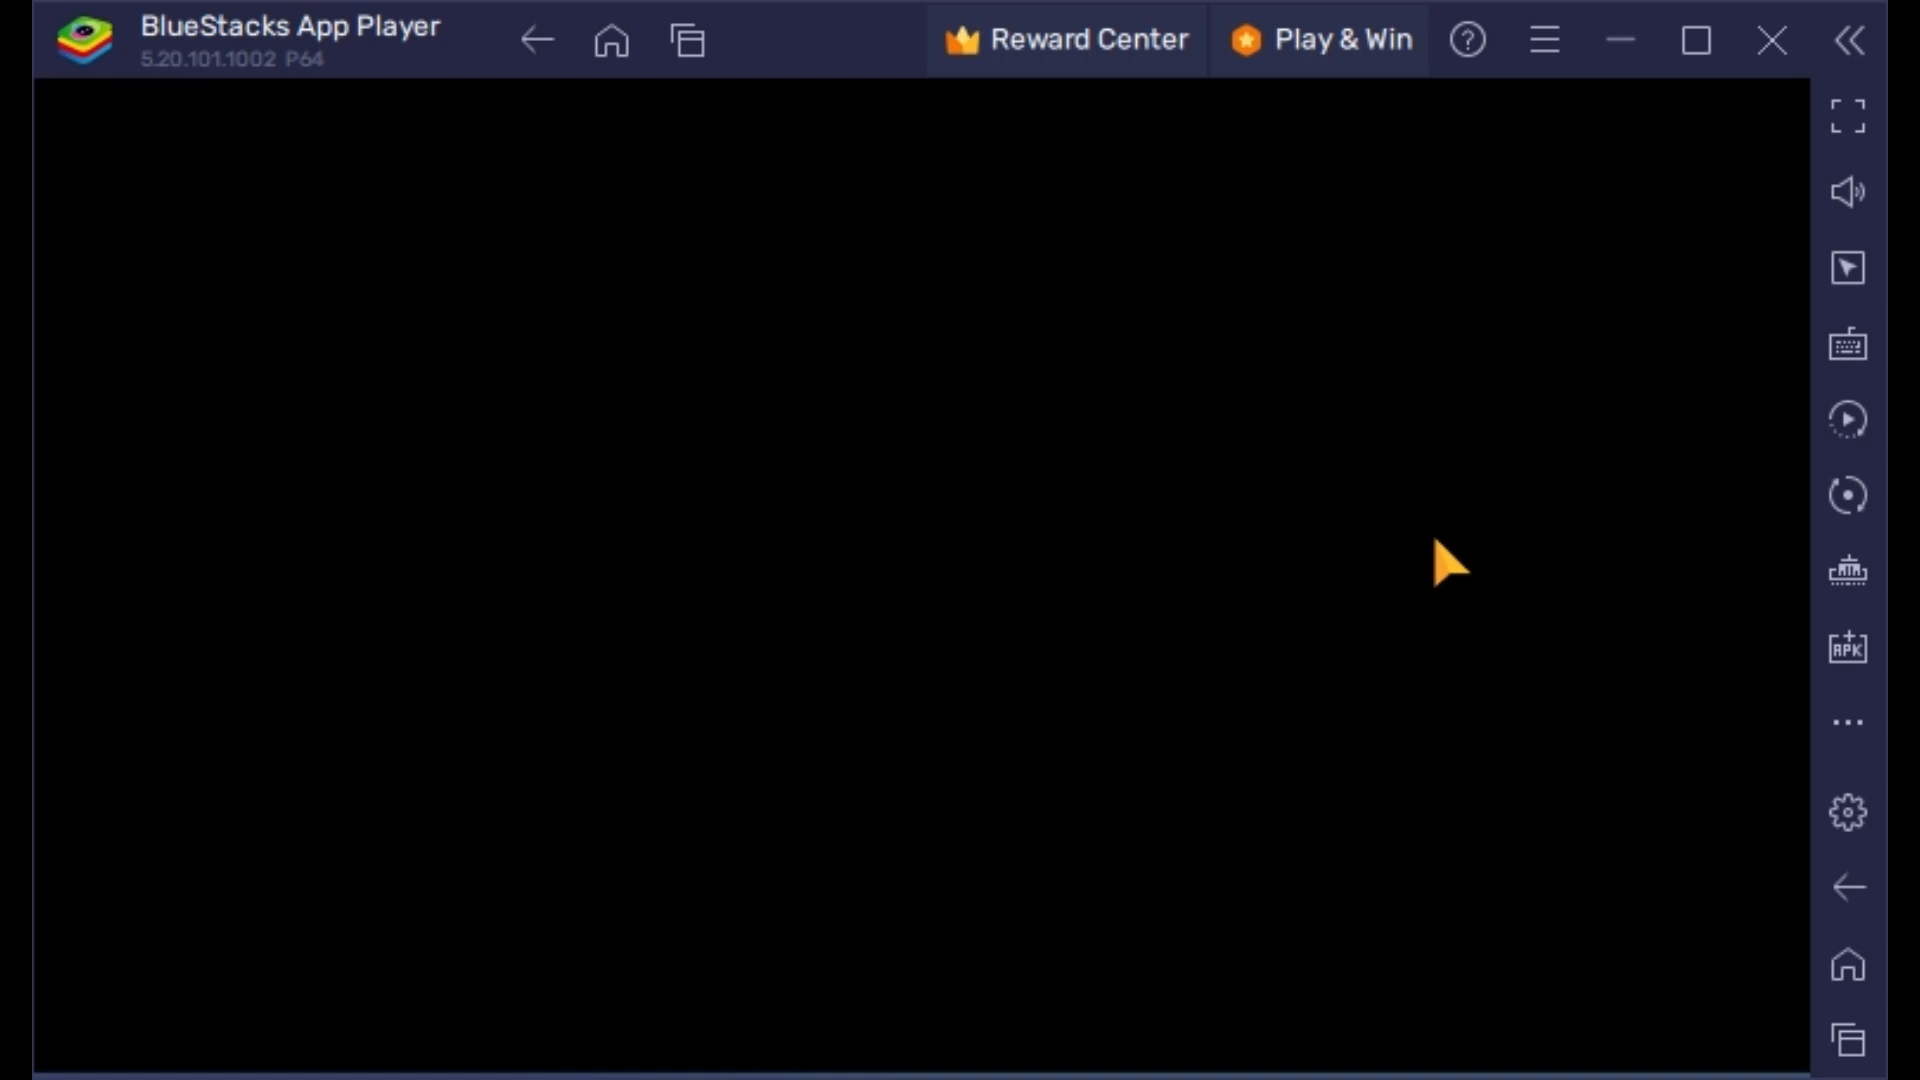 BlueStacks App Player
5.20.101.1002 P64
Reward Center
Play & Win
APK